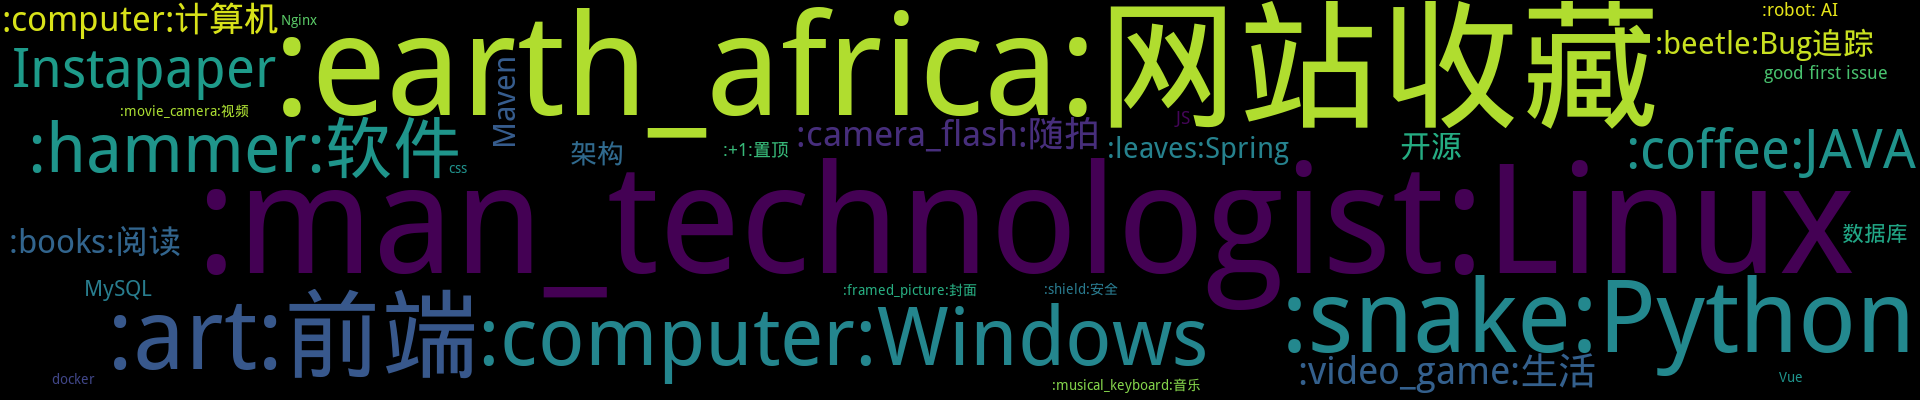 :computer:计算机
Nginx
:earth_africa:网站收藏
:robot: AI
:beetle:Bug追踪
good first issue
Instapaper
Maven
:movie_camera:视频
:hammer:软件
css
架构
:+1:置顶
:camera_flash:随拍
JS
:leaves:Spring
开源
:coffee:JAVA
:man_technologist:Linux
:books:阅读
数据库
MySQL
:framed_picture:封面
:shield:安全
:art:前端
:computer:Windows
:snake:Python
docker
:musical_keyboard:音乐
:video_game:生活
Vue